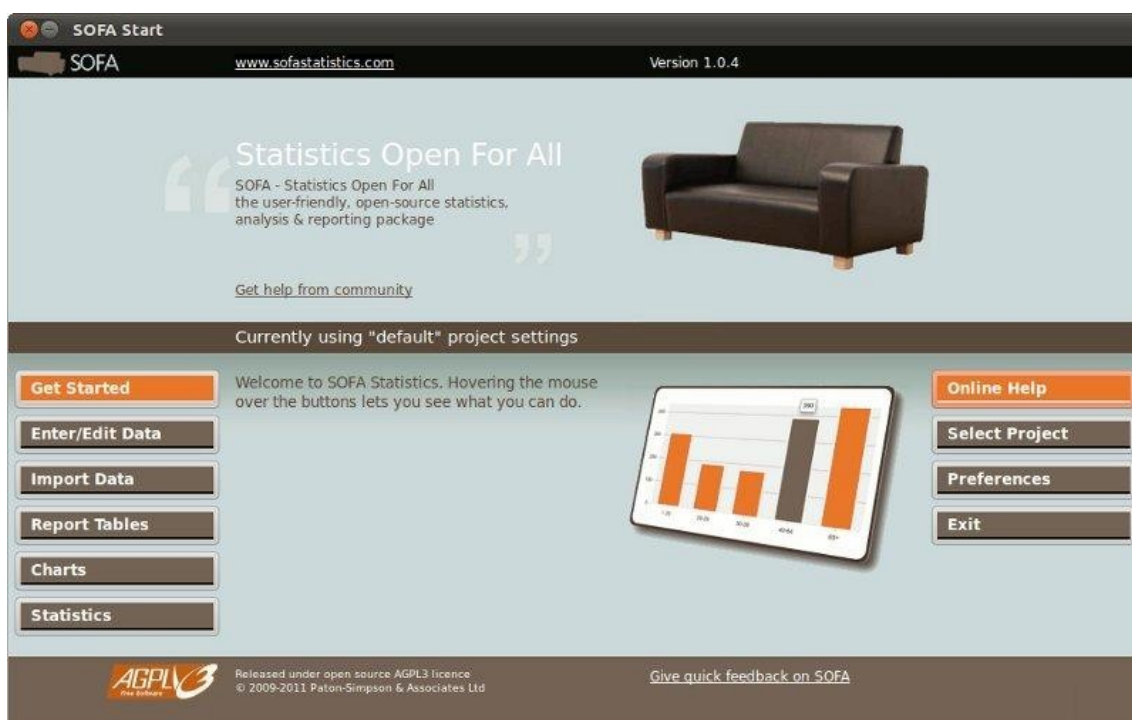 SOFA Start
SOFA
www.sofastatistics.com
Version 1.0.4
Statistics Open For All
SOFA - Statistics Open For All
the user-friendly, open-source statistics,
analysis & reporting package
Get help from community
Currently using "default" project settings
Get Started
Enter/Edit Data
Import Data
Report Tables
Charts
Statistics
Welcome to SOFA Statistics. Hovering the mouse
over the buttons lets you see what you can do.
Online Help
Select Project
Preferences
Exit
AGPLV3
Free Software
Released under open source AGPL3 licence
© 2009-2011 Paton-Simpson & Associates Ltd
Give quick feedback on SOFA